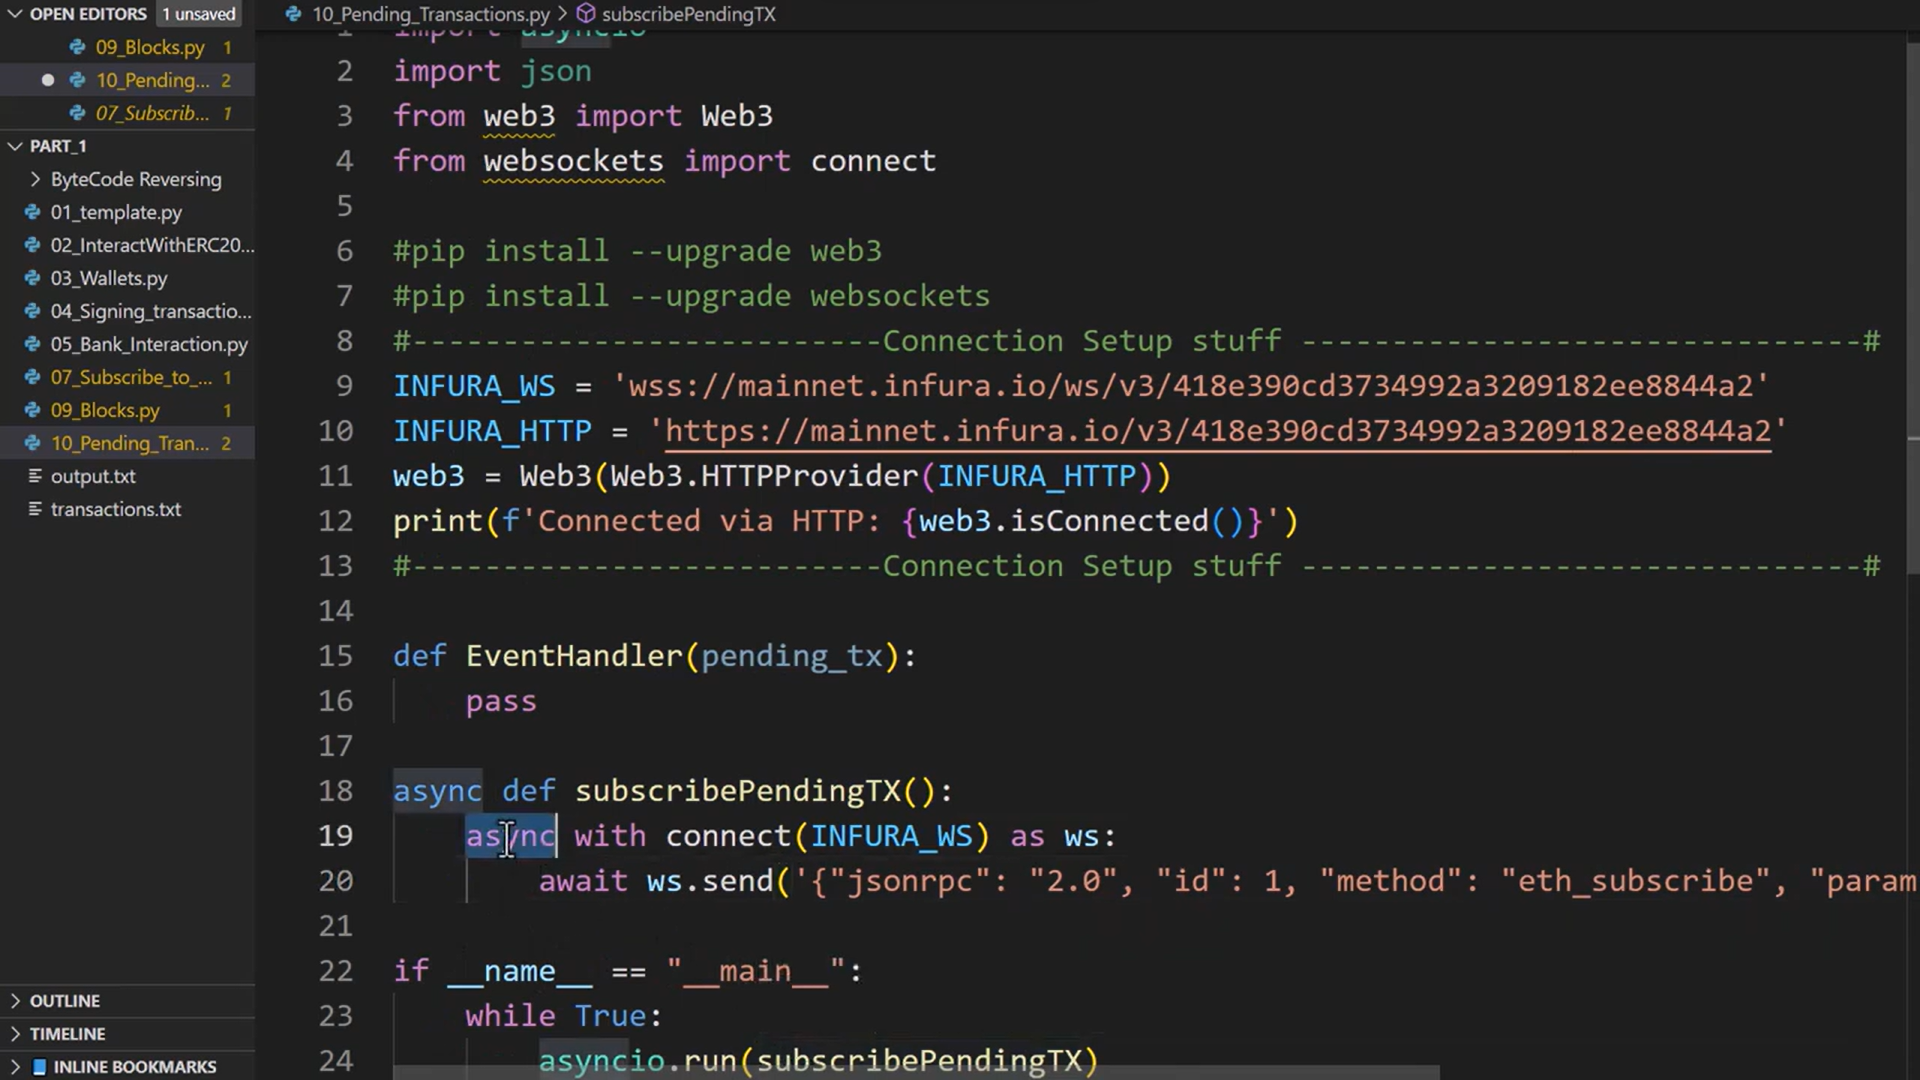 OPEN EDITORS 1 unsaved
09_Blocks.py 1
10_Pending... 2
07_Subscrib... 1
PART_1
ByteCode Reversing
01_template.py
02_InteractWithERC20...
03_Wallets.py
04_Signing_transactio...
05_Bank_Interaction.py
07_Subscribe_to_... 1
09_Blocks.py 1
10_Pending_Tran... 2
output.txt
transactions.txt
OUTLINE
TIMELINE
INLINE BOOKMARKS
10_Pending_Transactions.py > subscribePendingTX
1 import asyncio
2 import json
3 from web3 import Web3
4 from websockets import connect
5
6 #pip install --upgrade web3
7 #pip install --upgrade websockets
8 #--------------------------Connection Setup stuff -------------------------------#
9 INFURA_WS = 'wss://mainnet.infura.io/ws/v3/418e390cd3734992a3209182ee8844a2'
10 INFURA_HTTP = 'https://mainnet.infura.io/v3/418e390cd3734992a3209182ee8844a2'
11 web3 = Web3(Web3.HTTPProvider(INFURA_HTTP))
12 print(f'Connected via HTTP: {web3.isConnected()}')
13 #--------------------------Connection Setup stuff -------------------------------#
14
15 def EventHandler(pending_tx):
16 pass
17
18 async def subscribePendingTX():
19 async with connect(INFURA_WS) as ws:
20 await ws.send('{"jsonrpc": "2.0", "id": 1, "method": "eth_subscribe", "param
21
22 if __name__ == "__main__":
23 while True:
24 asyncio.run(subscribePendingTX)